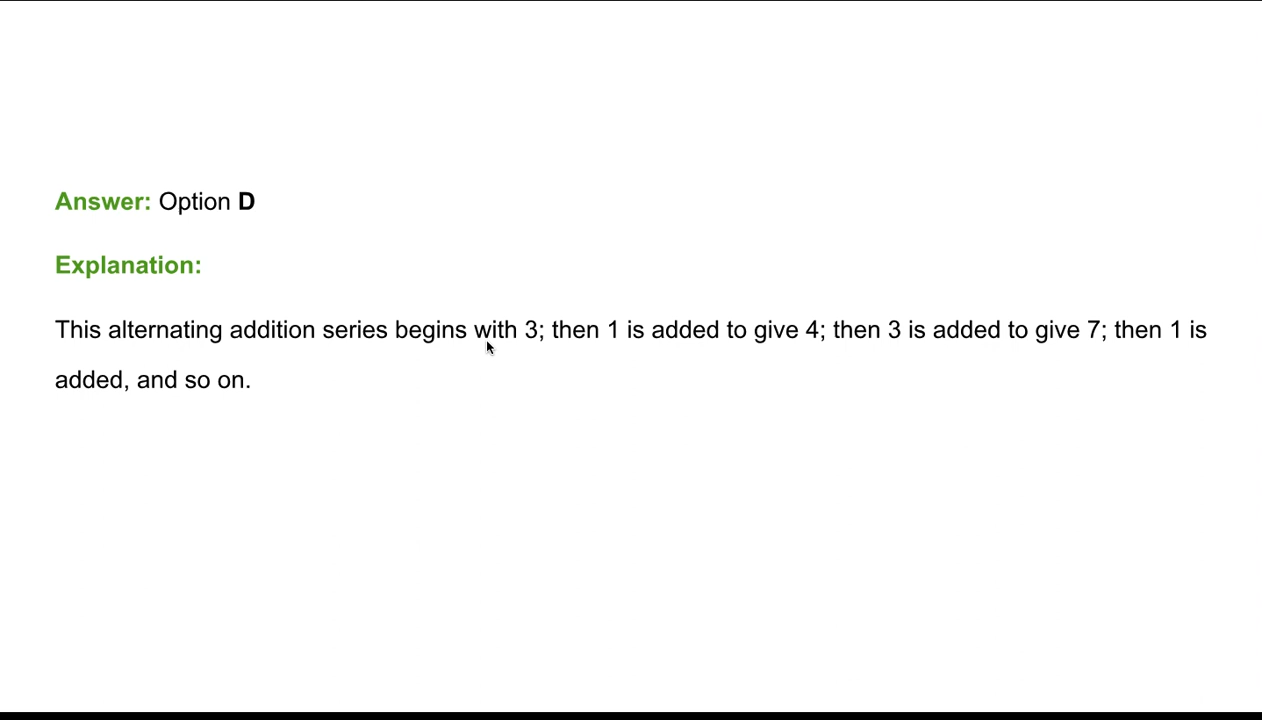 Answer: Option D
Explanation:
This alternating addition series begins with 3; then 1 is added to give 4; then 3 is added to give 7; then 1 is
added, and so on.